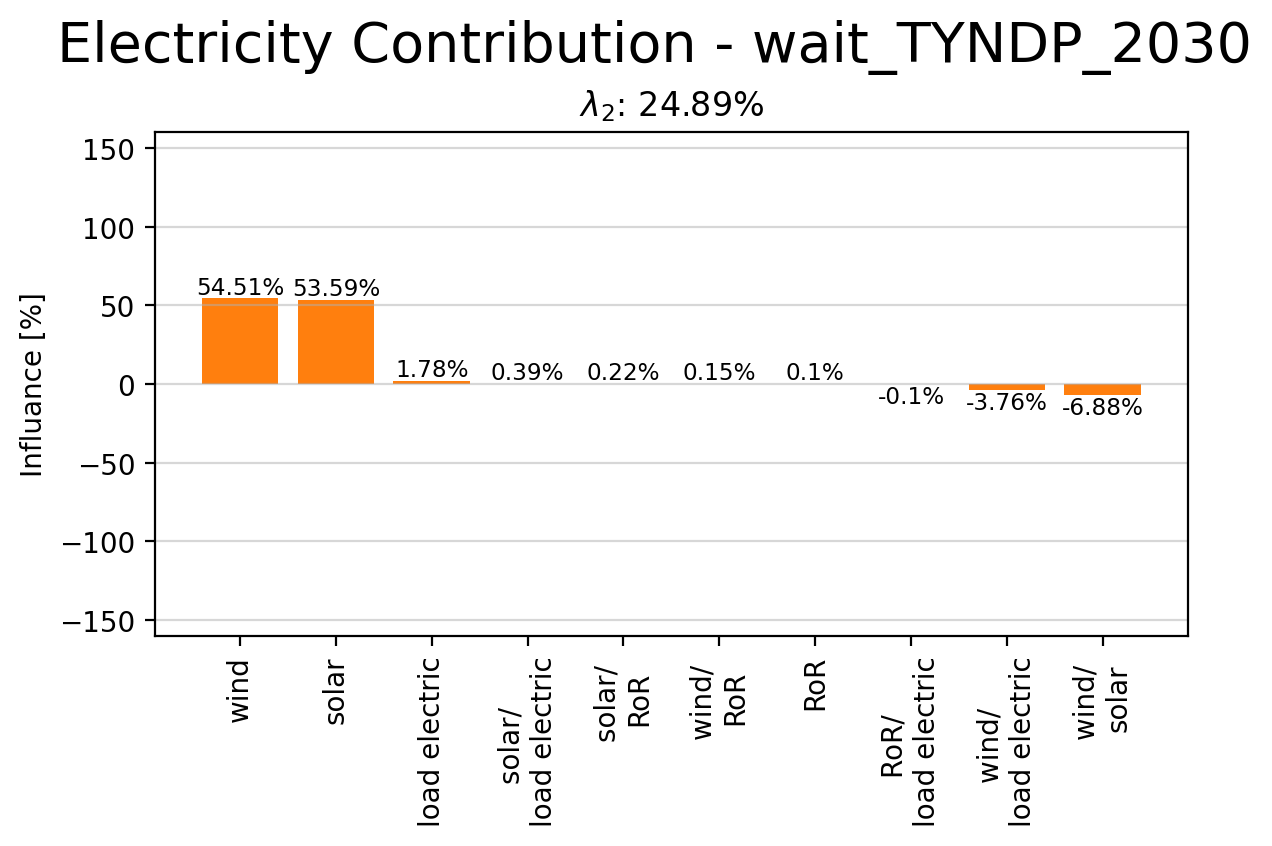 Electricity Contribution - wait_TYNDP_2030
λ₂: 24.89%
Influance [%]
150
100
50
0
−50
−100
−150
54.51%
53.59%
1.78%
0.39%
0.22%
0.15%
0.1%
-0.1%
-3.76%
-6.88%
wind
solar
load electric
solar/
load electric
solar/
RoR
wind/
RoR
RoR
RoR/
load electric
wind/
load electric
wind/
solar